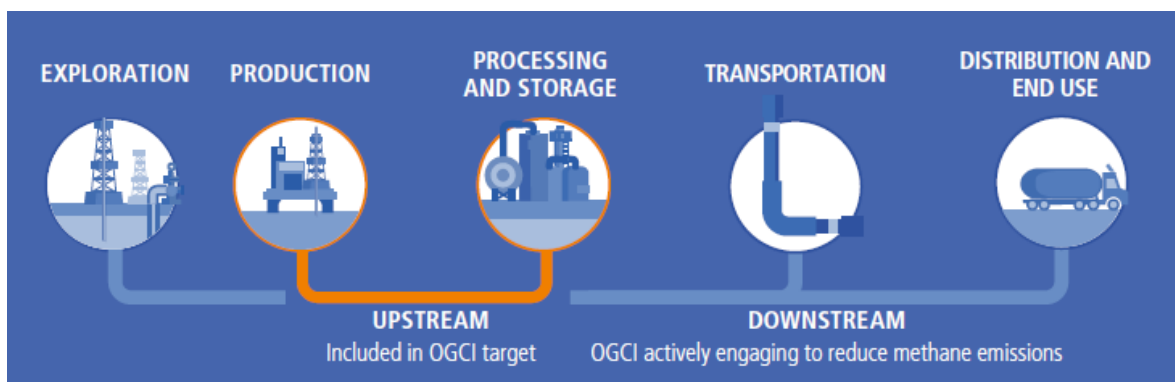 EXPLORATION
PRODUCTION
PROCESSING
AND STORAGE
TRANSPORTATION
DISTRIBUTION AND
END USE
UPSTREAM
Included in OGCI target
DOWNSTREAM
OGCI actively engaging to reduce methane emissions